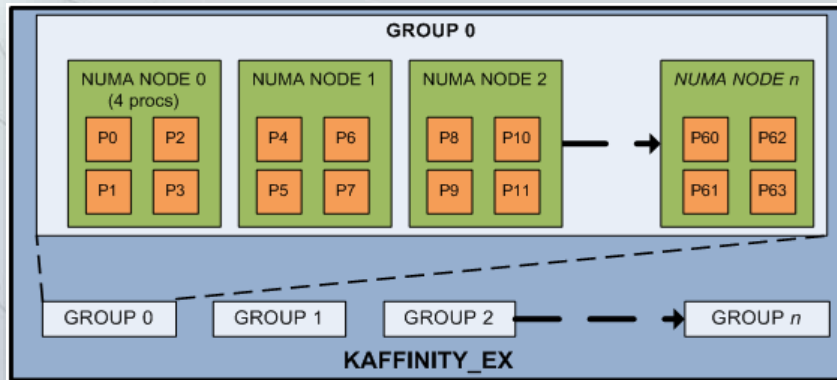 GROUP 0
NUMA NODE 0
(4 procs)
P0 P2
P1 P3
NUMA NODE 1
P4 P6
P5 P7
NUMA NODE 2
P8 P10
P9 P11
NUMA NODE n
P60 P62
P61 P63
GROUP 0 GROUP 1 GROUP 2 GROUP n
KAFFINITY_EX